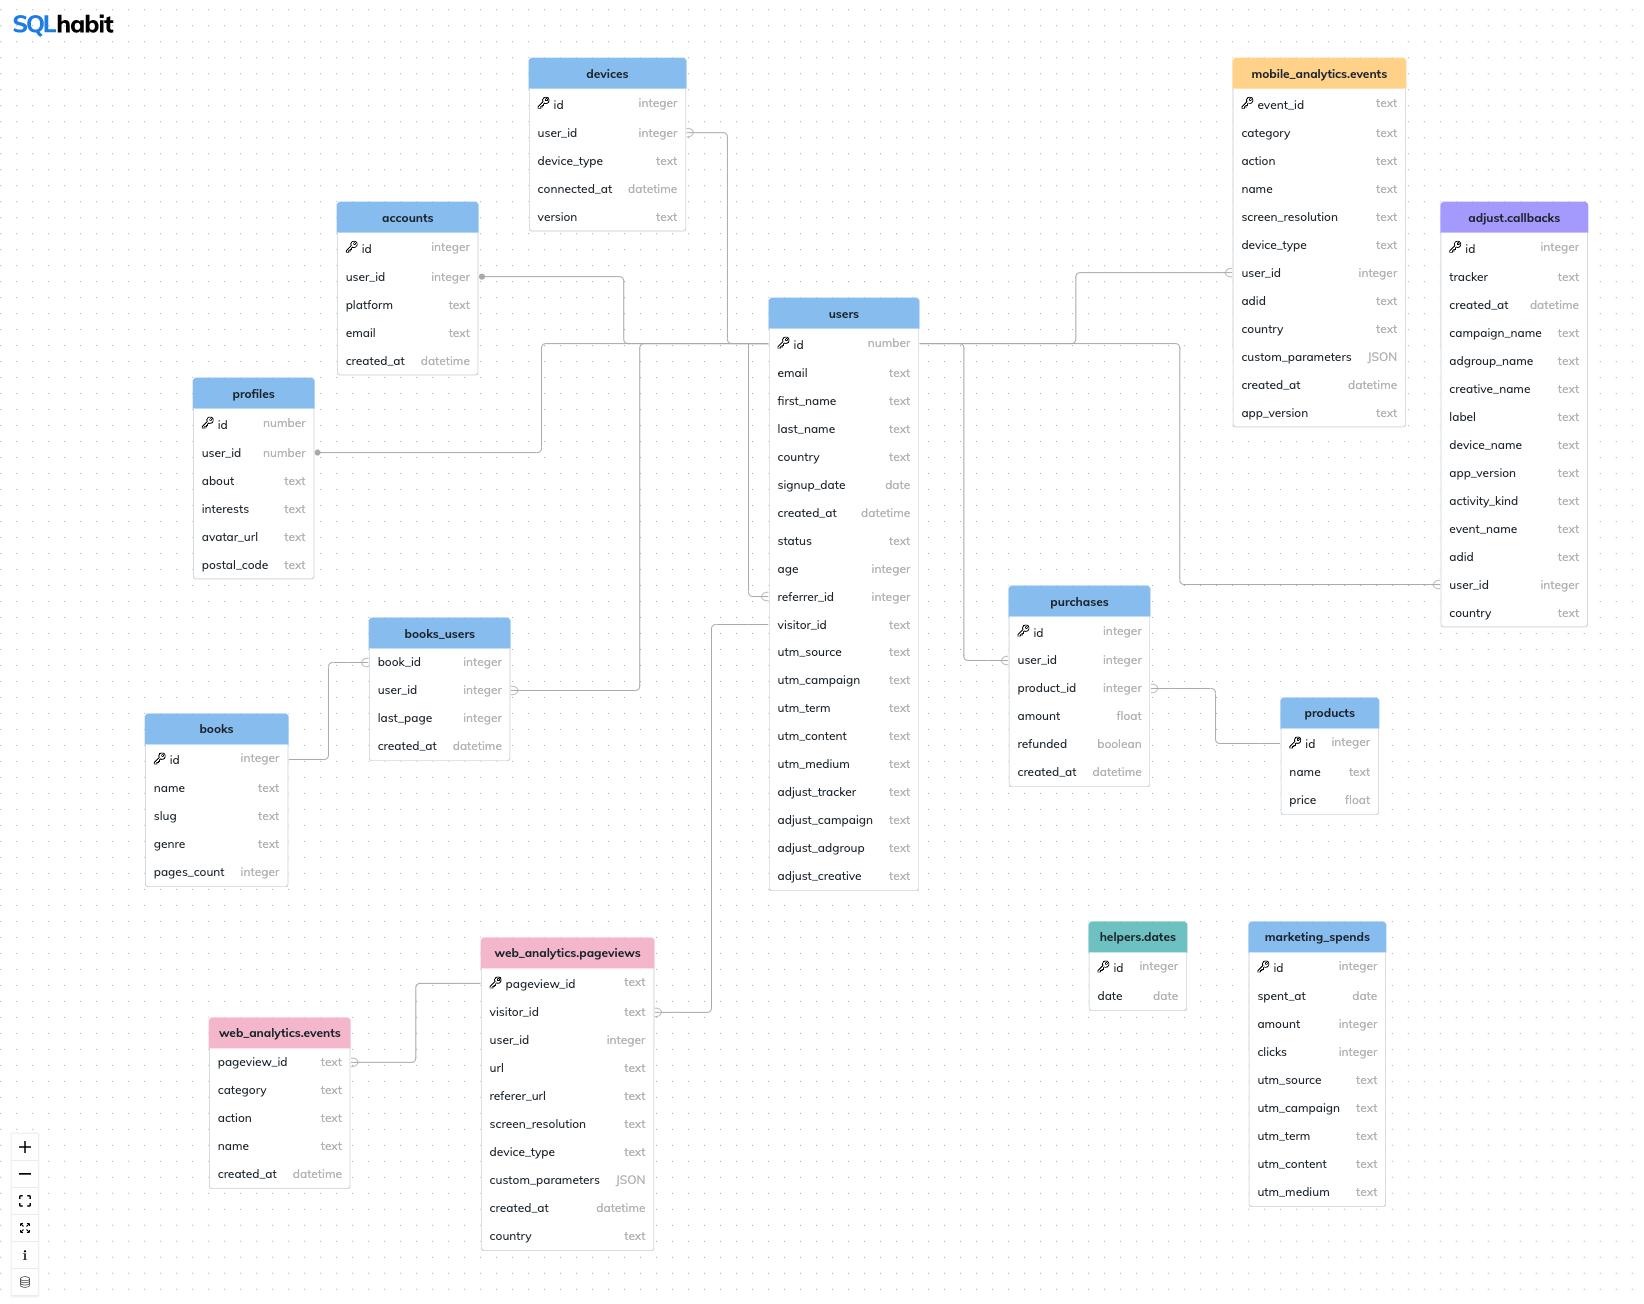 SQLhabit
devices
id integer
user_id integer
device_type text
connected_at datetime
version text
mobile_analytics.events
event_id text
category text
action text
name text
screen_resolution text
device_type text
user_id integer
adid text
country text
custom_parameters JSON
created_at datetime
app_version text
accounts
id integer
user_id integer
platform text
email text
created_at datetime
adjust.callbacks
id integer
tracker text
created_at datetime
campaign_name text
adgroup_name text
creative_name text
label text
device_name text
app_version text
activity_kind text
event_name text
adid text
user_id integer
country text
users
id number
email text
first_name text
last_name text
country text
signup_date date
created_at datetime
status text
age integer
referrer_id integer
visitor_id text
utm_source text
utm_campaign text
utm_term text
utm_content text
utm_medium text
adjust_tracker text
adjust_campaign text
adjust_adgroup text
adjust_creative text
profiles
id number
user_id number
about text
interests text
avatar_url text
postal_code text
purchases
id integer
user_id integer
product_id integer
amount float
refunded boolean
created_at datetime
books_users
book_id integer
user_id integer
last_page integer
created_at datetime
products
id integer
name text
price float
books
id integer
name text
slug text
genre text
pages_count integer
helpers.dates
id integer
date date
marketing_spends
id integer
spent_at date
amount integer
clicks integer
utm_source text
utm_campaign text
utm_term text
utm_content text
utm_medium text
web_analytics.pageviews
pageview_id text
visitor_id text
user_id integer
url text
referer_url text
screen_resolution text
device_type text
custom_parameters JSON
created_at datetime
country text
web_analytics.events
pageview_id text
category text
action text
name text
created_at datetime